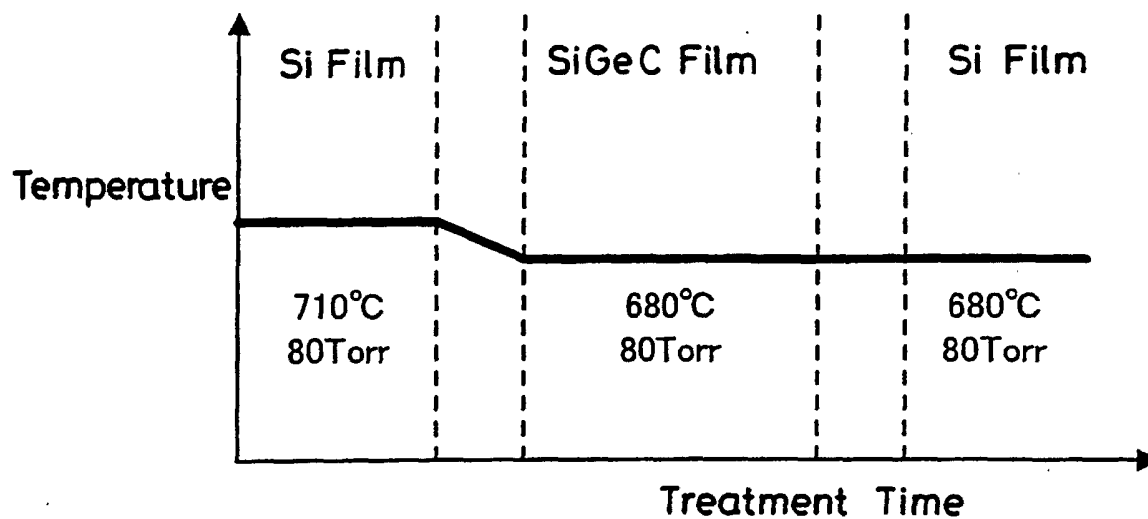 Si Film
SiGeC Film
Si Film
Temperature
710°C
80Torr
680°C
80Torr
680°C
80Torr
Treatment Time